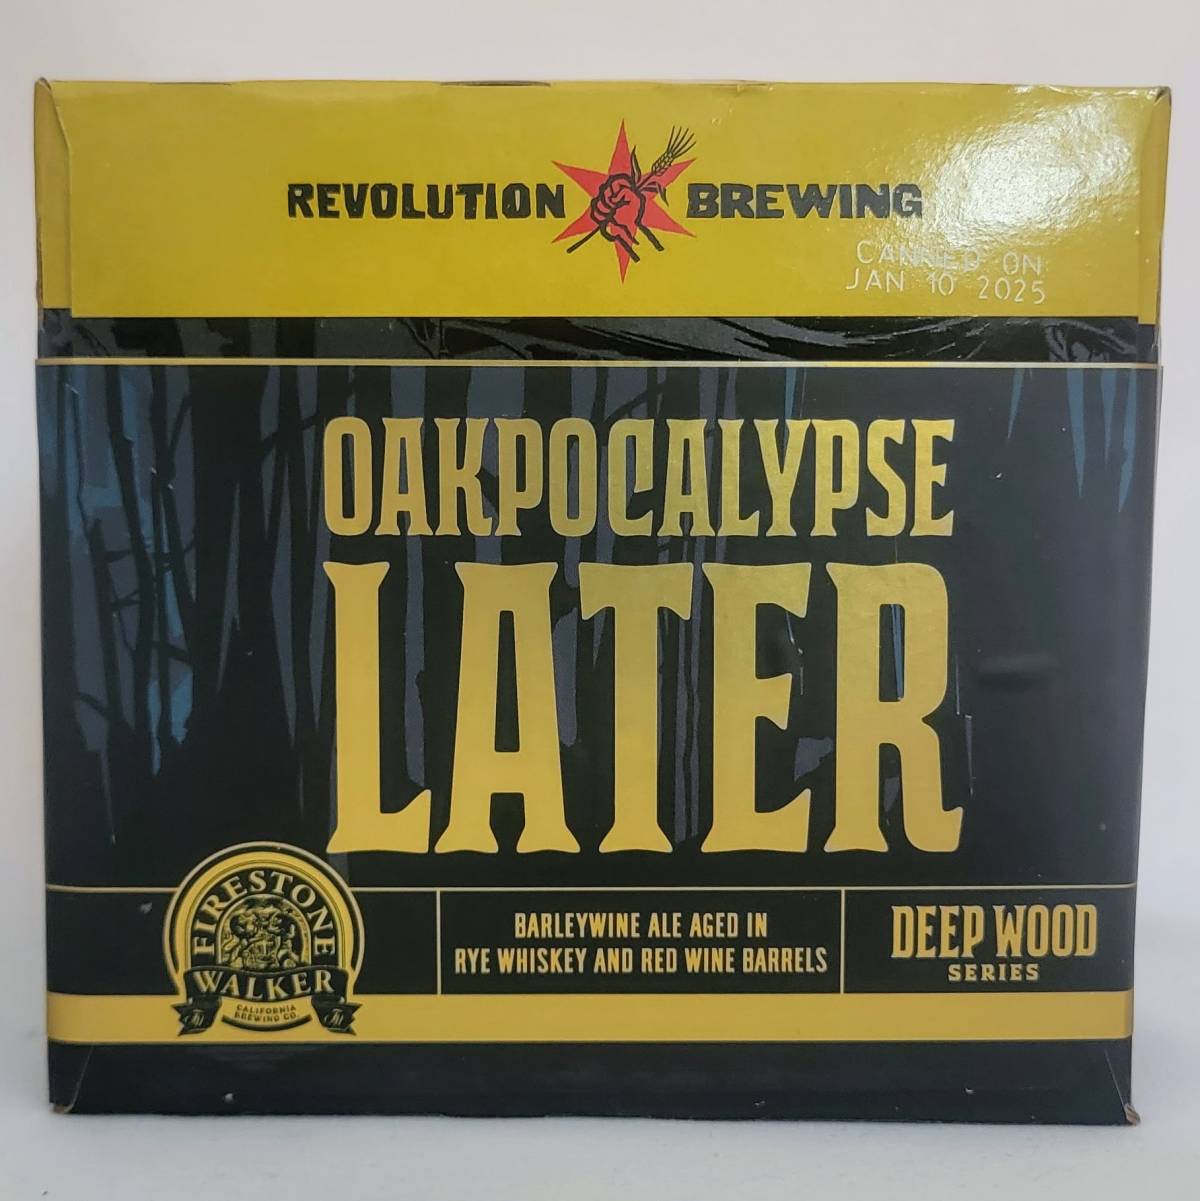 REVOLUTION BREWING
CANNED ON
JAN 10 2025
OAKPOCALYPSE
LATER
FIRESTONE
WALKER
CALIFORNIA
BREWING CO.
BARLEYWINE ALE AGED IN
RYE WHISKEY AND RED WINE BARRELS
DEEP WOOD
SERIES